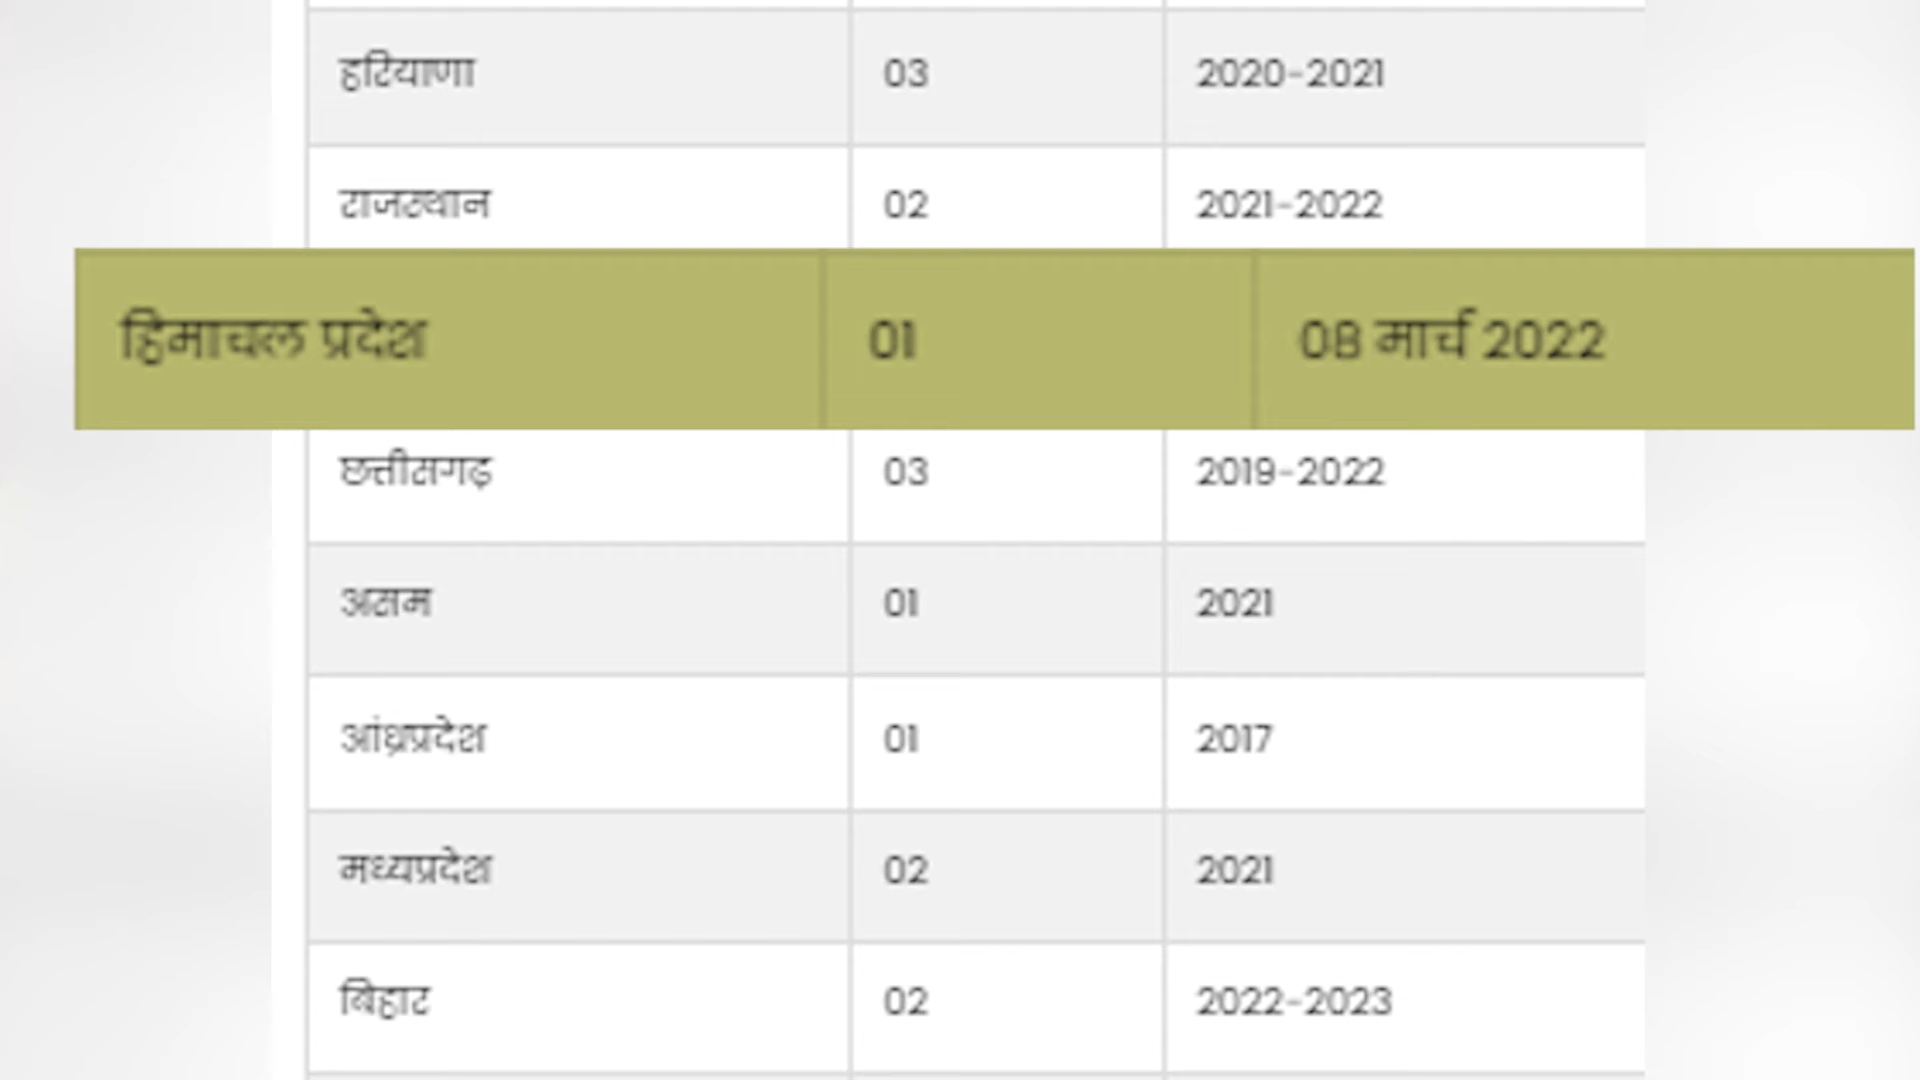 हरियाणा 03 2020-2021
राजस्थान 02 2021-2022
हिमाचल प्रदेश 01 08 मार्च 2022
छत्तीसगढ़ 03 2019-2022
असम 01 2021
आंध्रप्रदेश 01 2017
मध्यप्रदेश 02 2021
बिहार 02 2022-2023